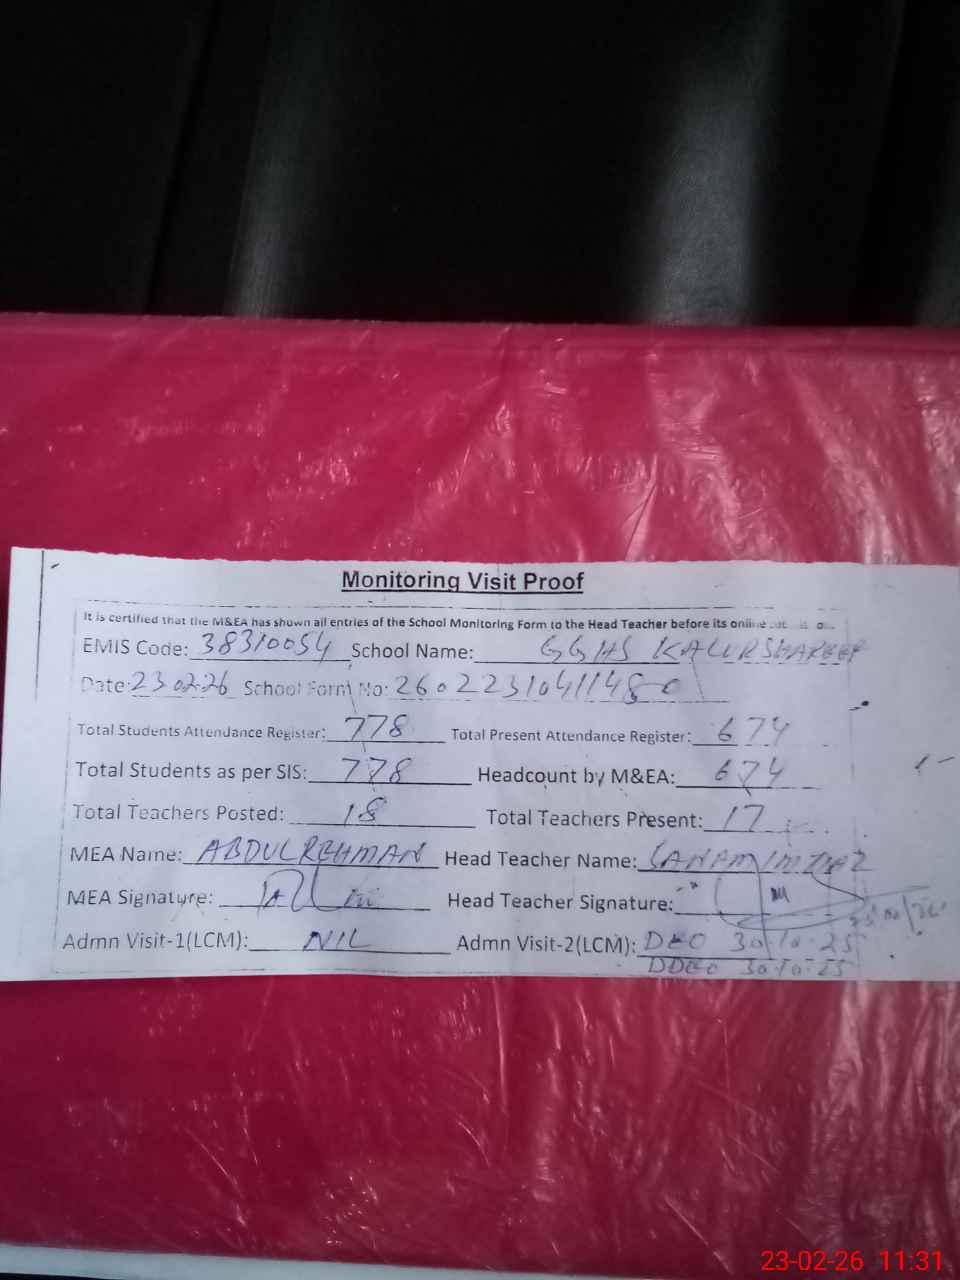 Monitoring Visit Proof
It is certified that the M&EA has shown all entries of the School Monitoring Form to the Head Teacher before its online
EMIS Code: 38310054 School Name: GGHS KALURSHAREEF
Date: 23.02.26 School Form No: 26022310411480
Total Students Attendance Register: 778 Total Present Attendance Register: 674
Total Students as per SIS: 778 Headcount by M&EA: 674
Total Teachers Posted: 18 Total Teachers Present: 17
MEA Name: ABDULREHMAN Head Teacher Name: SANAM IMTIAZ
MEA Signature: Head Teacher Signature:
Admn Visit-1(LCM): NIL Admn Visit-2(LCM): DEO 30-10-25
DDEO 30-10-25
23-02-26 11:31